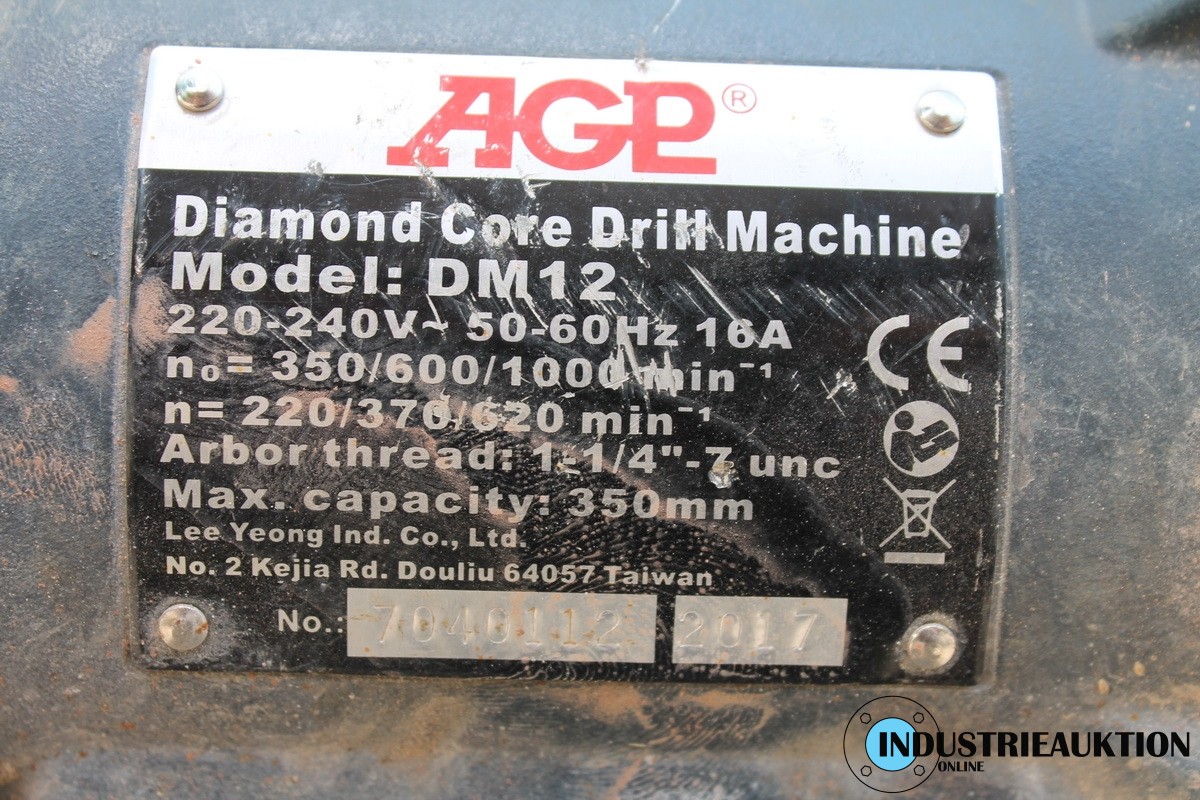 AGP®
Diamond Core Drill Machine
Model: DM12
220-240V~ 50-60Hz 16A
n₀= 350/600/1000 min⁻¹
n= 220/370/620 min⁻¹
Arbor thread: 1-1/4"-7 unc
Max. capacity: 350mm
Lee Yeong Ind. Co., Ltd.
No. 2 Kejia Rd. Douliu 64057 Taiwan
No.: 7040112 2017
CE
INDUSTRIEAUKTION
ONLINE